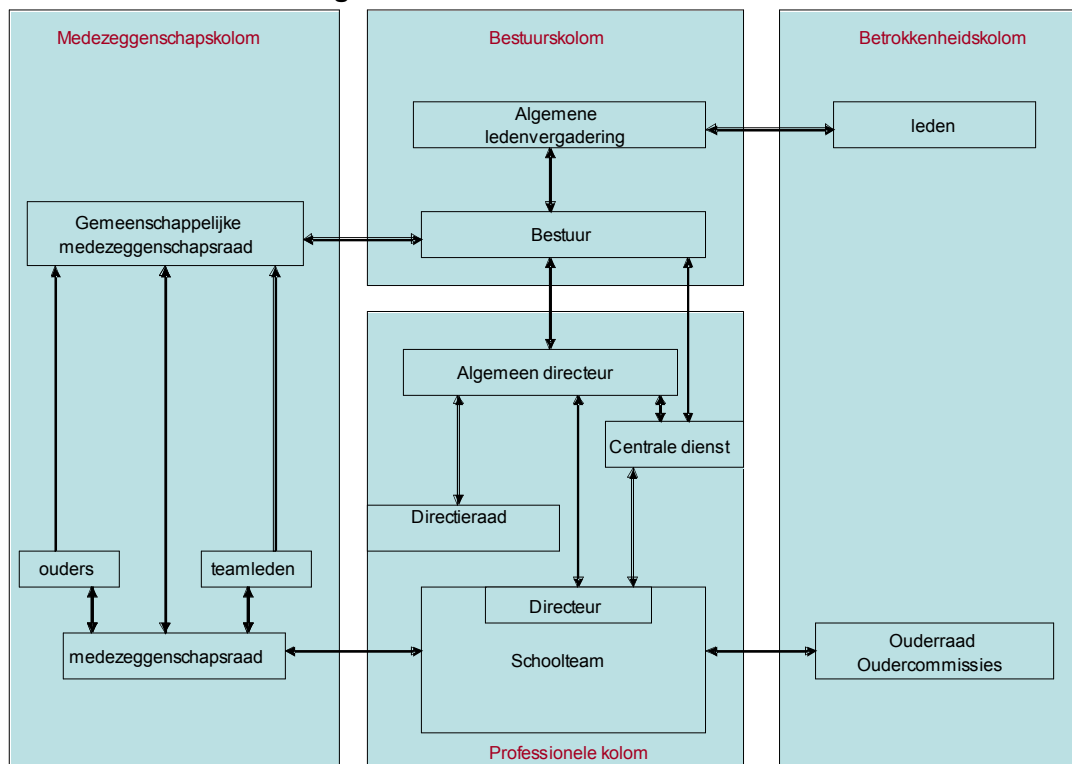 Medezeggenschapskolom
Bestuurskolom
Betrokkenheidskolom
Algemene
ledenvergadering
leden
Gemeenschappelijke
medezeggenschapsraad
Bestuur
Algemeen directeur
Centrale dienst
Directieraad
ouders
teamleden
Directeur
medezeggenschapsraad
Schoolteam
Ouderraad
Oudercommissies
Professionele kolom